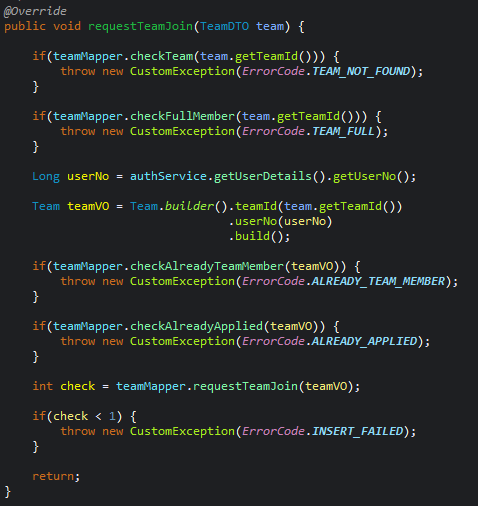 @Override
public void requestTeamJoin(TeamDTO team) {
if(teamMapper.checkTeam(team.getTeamId())) {
throw new CustomException(ErrorCode.TEAM_NOT_FOUND);
}
if(teamMapper.checkFullMember(team.getTeamId())) {
throw new CustomException(ErrorCode.TEAM_FULL);
}
Long userNo = authService.getUserDetails().getUserNo();
Team teamVO = Team.builder().teamId(team.getTeamId())
.userNo(userNo)
.build();
if(teamMapper.checkAlreadyTeamMember(teamVO)) {
throw new CustomException(ErrorCode.ALREADY_TEAM_MEMBER);
}
if(teamMapper.checkAlreadyApplied(teamVO)) {
throw new CustomException(ErrorCode.ALREADY_APPLIED);
}
int check = teamMapper.requestTeamJoin(teamVO);
if(check < 1) {
throw new CustomException(ErrorCode.INSERT_FAILED);
}
return;
}